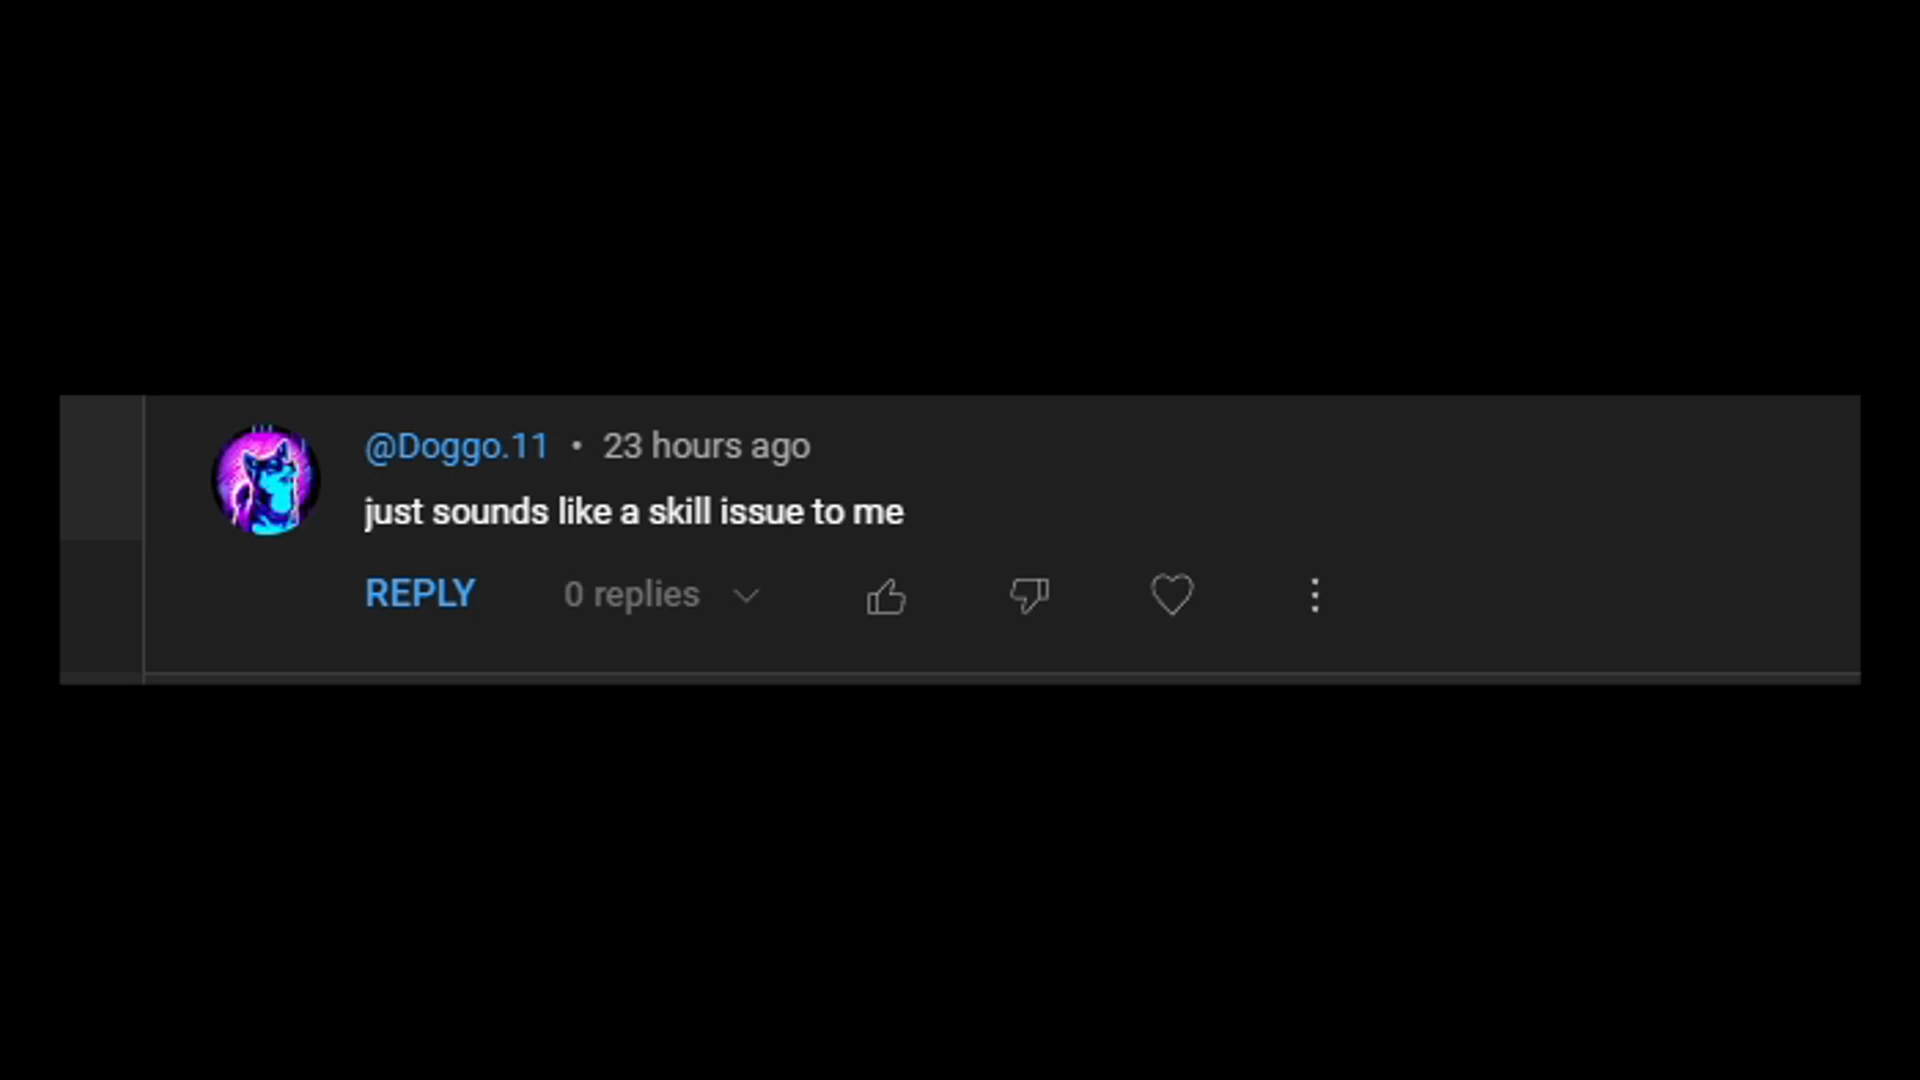 @Doggo.11 • 23 hours ago
just sounds like a skill issue to me
REPLY 0 replies